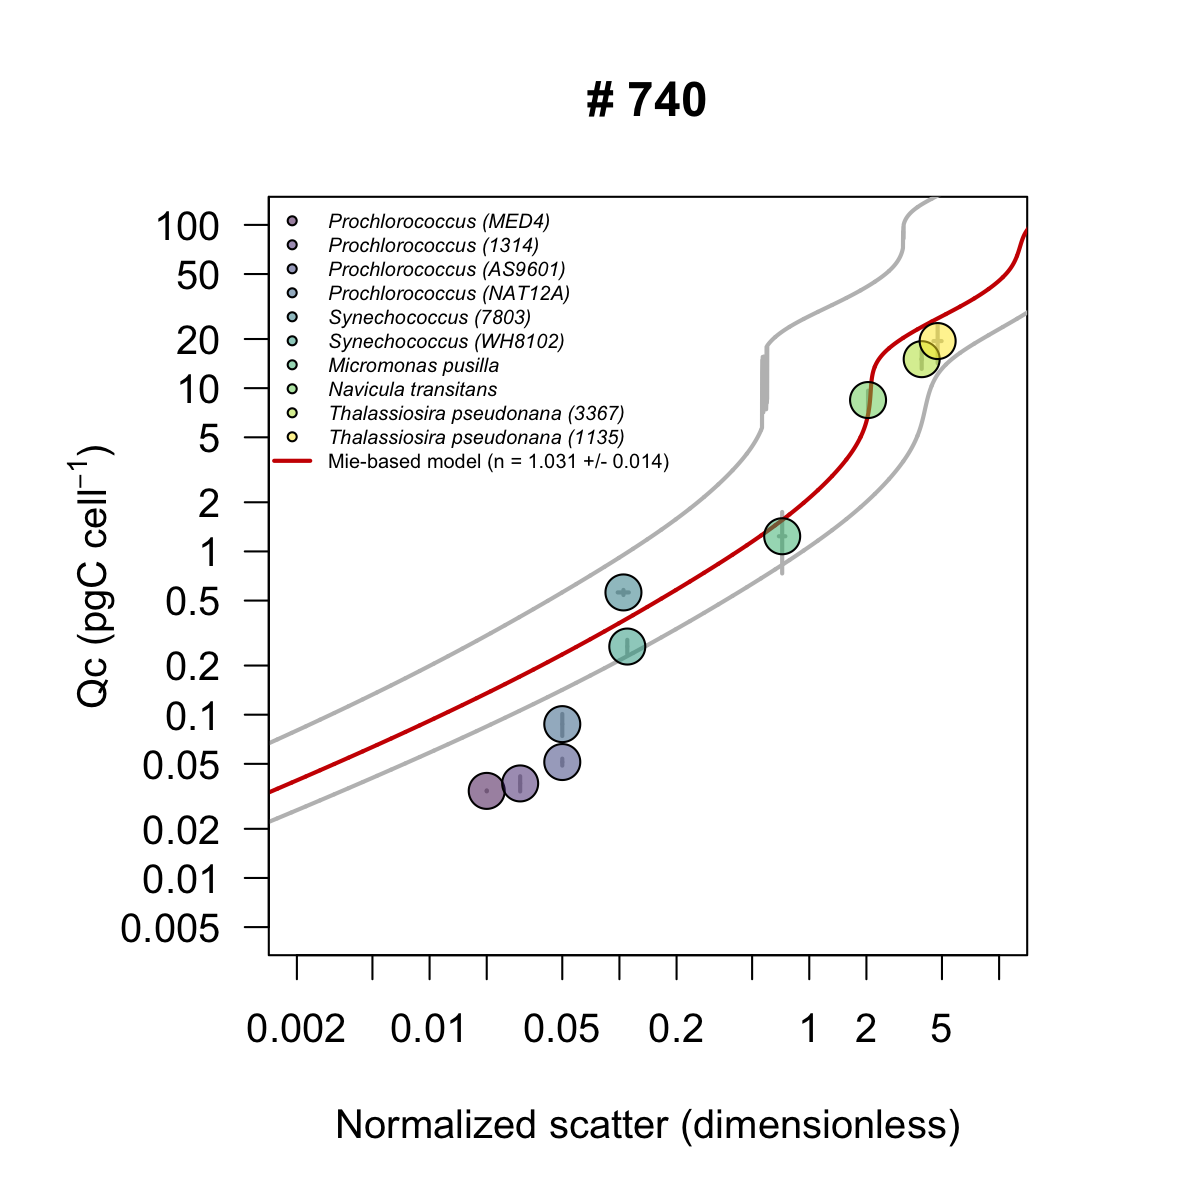 # 740
Prochlorococcus (MED4)
Prochlorococcus (1314)
Prochlorococcus (AS9601)
Prochlorococcus (NAT12A)
Synechococcus (7803)
Synechococcus (WH8102)
Micromonas pusilla
Navicula transitans
Thalassiosira pseudonana (3367)
Thalassiosira pseudonana (1135)
Mie-based model (n = 1.031 +/- 0.014)
Qc (pgC cell⁻¹)
100
50
20
10
5
2
1
0.5
0.2
0.1
0.05
0.02
0.01
0.005
0.002 0.01 0.05 0.2 1 2 5
Normalized scatter (dimensionless)